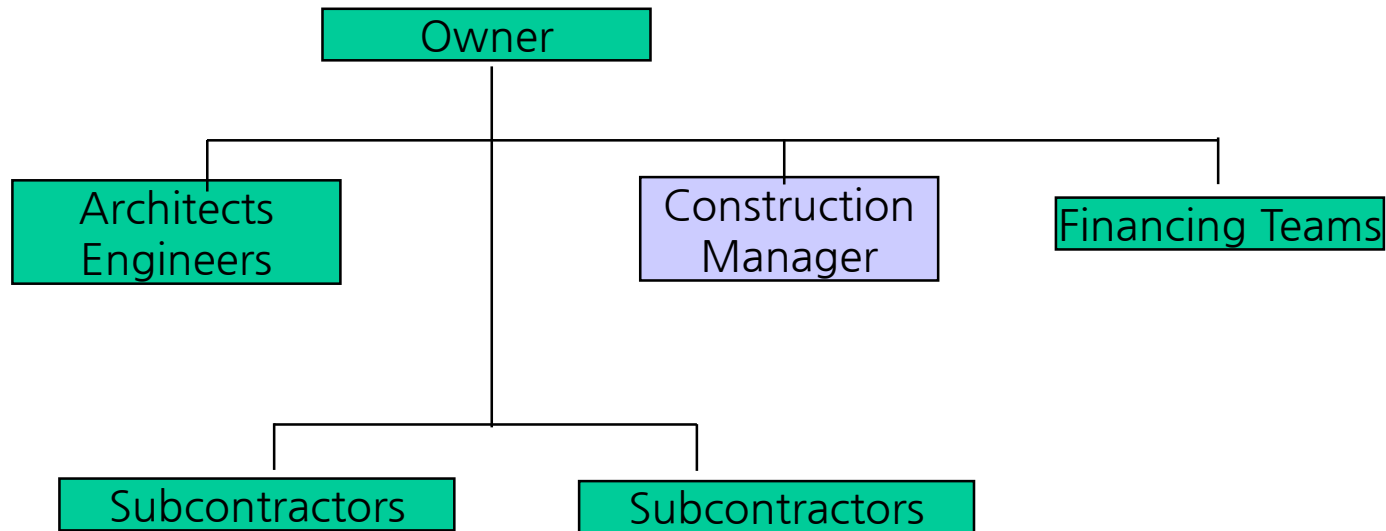 Owner
Architects
Engineers
Construction
Manager
Financing Teams
Subcontractors
Subcontractors